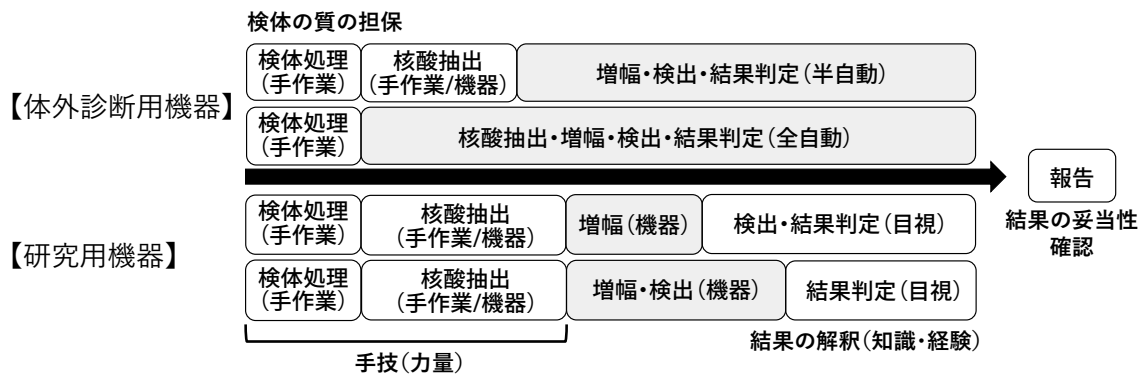 検体の質の担保
検体処理
(手作業)
核酸抽出
(手作業/機器)
増幅・検出・結果判定(半自動)
【体外診断用機器】
検体処理
(手作業)
核酸抽出・増幅・検出・結果判定(全自動)
報告
結果の妥当性
確認
【研究用機器】
検体処理
(手作業)
核酸抽出
(手作業/機器)
増幅(機器)
検出・結果判定(目視)
検体処理
(手作業)
核酸抽出
(手作業/機器)
増幅・検出(機器)
結果判定(目視)
手技(力量)
結果の解釈(知識・経験)